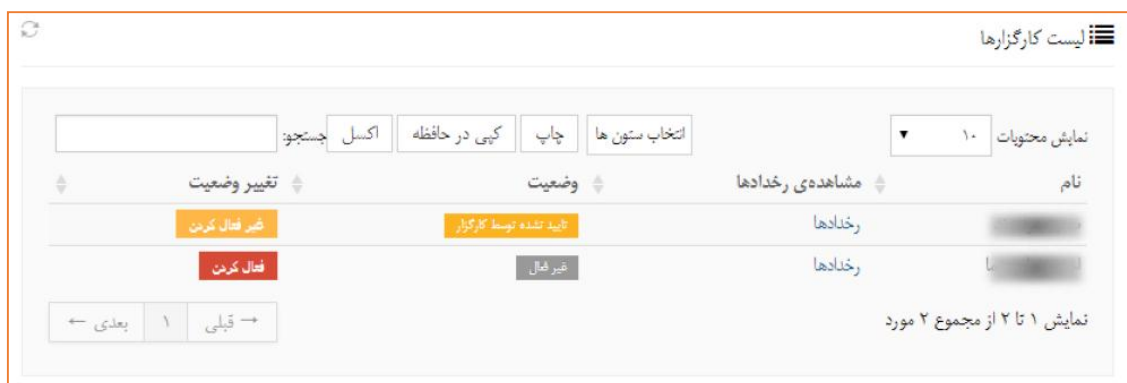 لیست کارگزارها
نمایش محتویات ۱۰ انتخاب ستون ها چاپ کپی در حافظه اکسل جستجو:
نام مشاهده‌ی رخدادها وضعیت تغییر وضعیت
رخدادها تایید نشده توسط کارگزار غیر فعال کردن
رخدادها غیر فعال فعال کردن
نمایش ۱ تا ۲ از مجموع ۲ مورد → قبلی ۱ بعدی ←